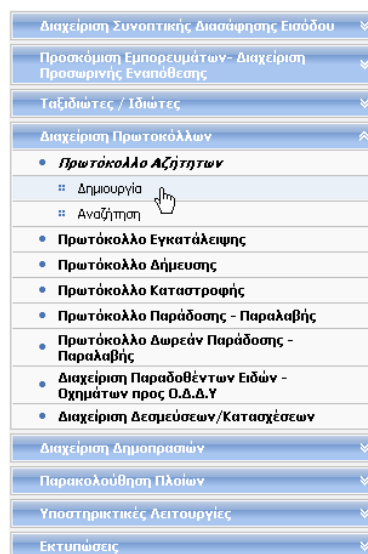 Διαχείριση Συνοπτικής Διασάφησης Εισόδου
Προσκόμιση Εμπορευμάτων- Διαχείριση
Προσωρινής Εναπόθεσης
Ταξιδιώτες / Ιδιώτες
Διαχείριση Πρωτοκόλλων
Πρωτόκολλο Αζήτητων
Δημιουργία
Αναζήτηση
Πρωτόκολλο Εγκατάλειψης
Πρωτόκολλο Δήμευσης
Πρωτόκολλο Καταστροφής
Πρωτόκολλο Παράδοσης - Παραλαβής
Πρωτόκολλο Δωρεάν Παράδοσης -
Παραλαβής
Διαχείριση Παραδοθέντων Ειδών -
Οχημάτων προς Ο.Δ.Δ.Υ
Διαχείριση Δεσμεύσεων/Κατασχέσεων
Διαχείριση Δημοπρασιών
Παρακολούθηση Πλοίων
Υποστηρικτικές Λειτουργίες
Εκτυπώσεις